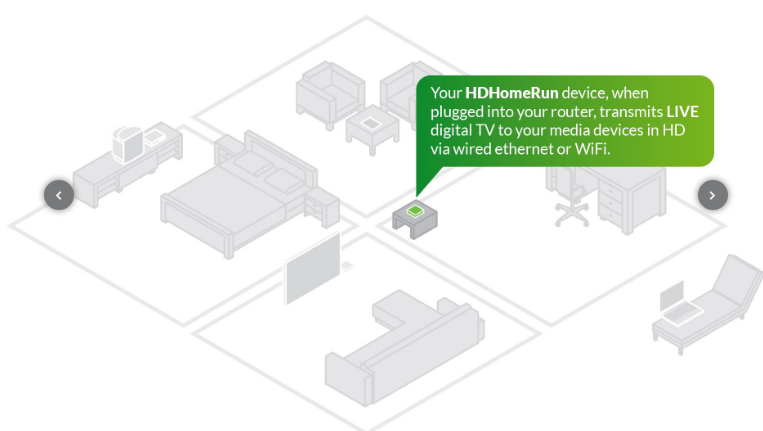 Your HDHomeRun device, when
plugged into your router, transmits LIVE
digital TV to your media devices in HD
via wired ethernet or WiFi.